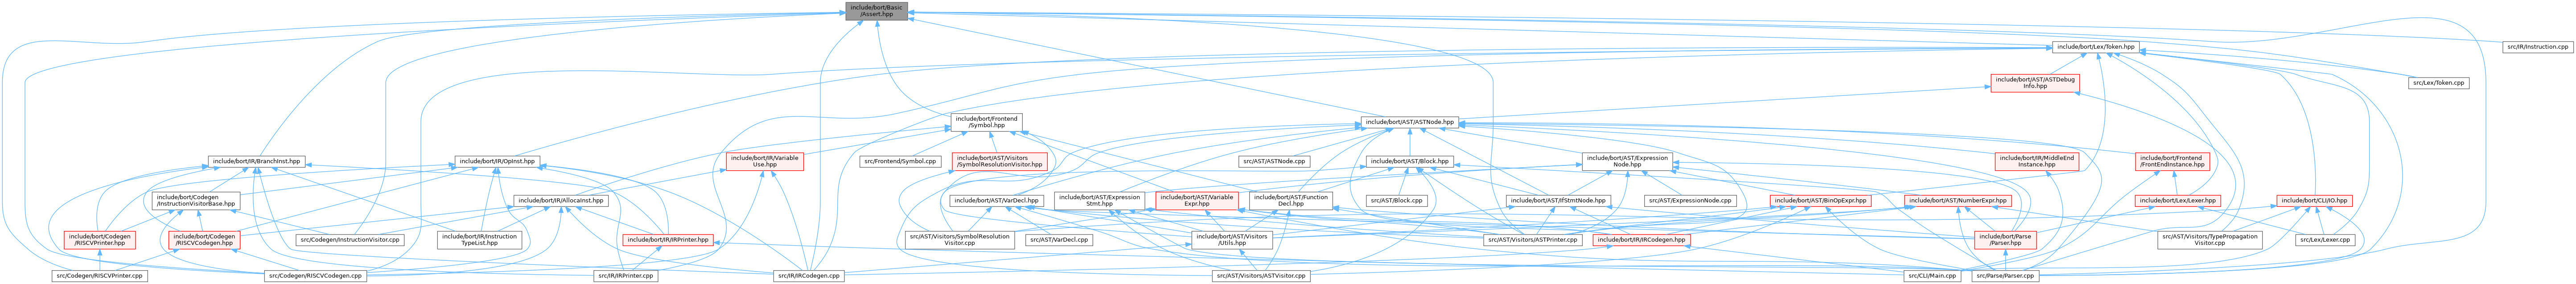 include/bort/Basic
/Assert.hpp
include/bort/Lex/Token.hpp
src/IR/Instruction.cpp
include/bort/AST/ASTDebug
Info.hpp
src/Lex/Token.cpp
include/bort/Frontend
/Symbol.hpp
include/bort/AST/ASTNode.hpp
include/bort/IR/BranchInst.hpp
include/bort/IR/OpInst.hpp
include/bort/IR/Variable
Use.hpp
src/Frontend/Symbol.cpp
include/bort/AST/Visitors
/SymbolResolutionVisitor.hpp
src/AST/ASTNode.cpp
include/bort/AST/Block.hpp
include/bort/AST/Expression
Node.hpp
include/bort/IR/MiddleEnd
Instance.hpp
include/bort/Frontend
/FrontEndInstance.hpp
include/bort/Codegen
/InstructionVisitorBase.hpp
include/bort/IR/AllocaInst.hpp
include/bort/AST/VarDecl.hpp
include/bort/AST/Expression
Stmt.hpp
include/bort/AST/Variable
Expr.hpp
include/bort/AST/Function
Decl.hpp
src/AST/Block.cpp
include/bort/AST/IfStmtNode.hpp
src/AST/ExpressionNode.cpp
include/bort/AST/BinOpExpr.hpp
include/bort/AST/NumberExpr.hpp
include/bort/Lex/Lexer.hpp
include/bort/CLI/IO.hpp
include/bort/Codegen
/RISCVPrinter.hpp
include/bort/Codegen
/RISCVCodegen.hpp
src/Codegen/InstructionVisitor.cpp
include/bort/IR/Instruction
TypeList.hpp
include/bort/IR/IRPrinter.hpp
src/AST/Visitors/SymbolResolution
Visitor.cpp
src/AST/VarDecl.cpp
include/bort/AST/Visitors
/Utils.hpp
src/AST/Visitors/ASTPrinter.cpp
include/bort/IR/IRCodegen.hpp
include/bort/Parse
/Parser.hpp
src/AST/Visitors/TypePropagation
Visitor.cpp
src/Lex/Lexer.cpp
src/Codegen/RISCVPrinter.cpp
src/Codegen/RISCVCodegen.cpp
src/IR/IRPrinter.cpp
src/IR/IRCodegen.cpp
src/AST/Visitors/ASTVisitor.cpp
src/CLI/Main.cpp
src/Parse/Parser.cpp